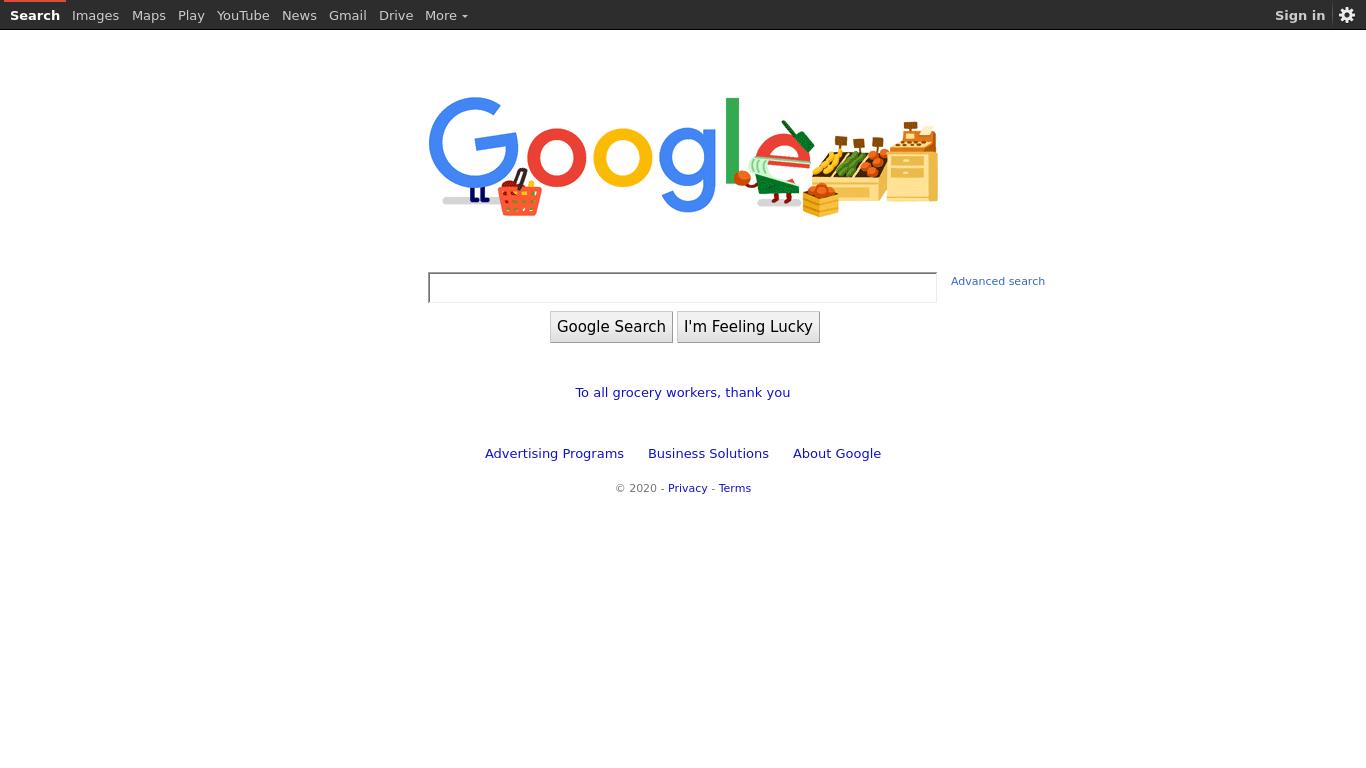 Search Images Maps Play YouTube News Gmail Drive More Sign in
Google
Advanced search
Google Search I'm Feeling Lucky
To all grocery workers, thank you
Advertising Programs Business Solutions About Google
© 2020 - Privacy - Terms